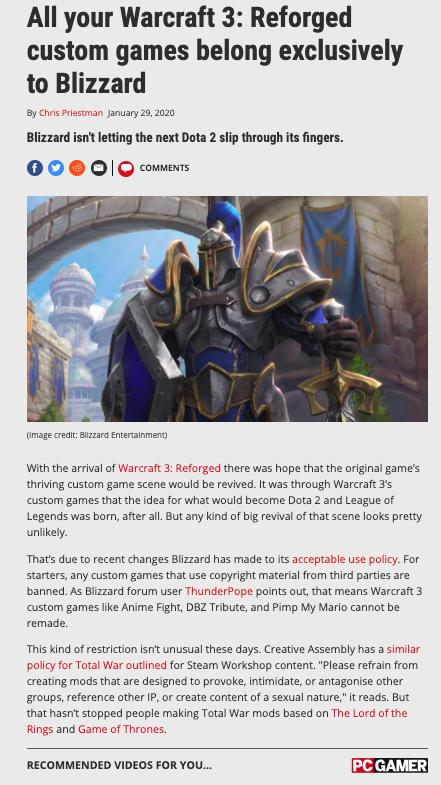 All your Warcraft 3: Reforged
custom games belong exclusively
to Blizzard
By Chris Priestman January 29, 2020
Blizzard isn't letting the next Dota 2 slip through its fingers.
COMMENTS
(Image credit: Blizzard Entertainment)
With the arrival of Warcraft 3: Reforged there was hope that the original game's
thriving custom game scene would be revived. It was through Warcraft 3's
custom games that the idea for what would become Dota 2 and League of
Legends was born, after all. But any kind of big revival of that scene looks pretty
unlikely.
That's due to recent changes Blizzard has made to its acceptable use policy. For
starters, any custom games that use copyright material from third parties are
banned. As Blizzard forum user ThunderPope points out, that means Warcraft 3
custom games like Anime Fight, DBZ Tribute, and Pimp My Mario cannot be
remade.
This kind of restriction isn't unusual these days. Creative Assembly has a similar
policy for Total War outlined for Steam Workshop content. "Please refrain from
creating mods that are designed to provoke, intimidate, or antagonise other
groups, reference other IP, or create content of a sexual nature," it reads. But
that hasn't stopped people making Total War mods based on The Lord of the
Rings and Game of Thrones.
RECOMMENDED VIDEOS FOR YOU...
PC GAMER